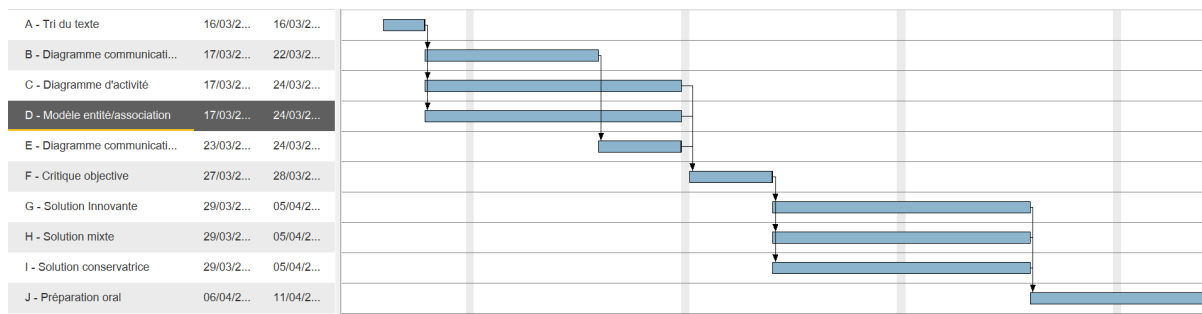 A - Tri du texte 16/03/2... 16/03/2...
B - Diagramme communicati... 17/03/2... 22/03/2...
C - Diagramme d'activité 17/03/2... 24/03/2...
D - Modèle entité/association 17/03/2... 24/03/2...
E - Diagramme communicati... 23/03/2... 24/03/2...
F - Critique objective 27/03/2... 28/03/2...
G - Solution Innovante 29/03/2... 05/04/2...
H - Solution mixte 29/03/2... 05/04/2...
I - Solution conservatrice 29/03/2... 05/04/2...
J - Préparation oral 06/04/2... 11/04/2...